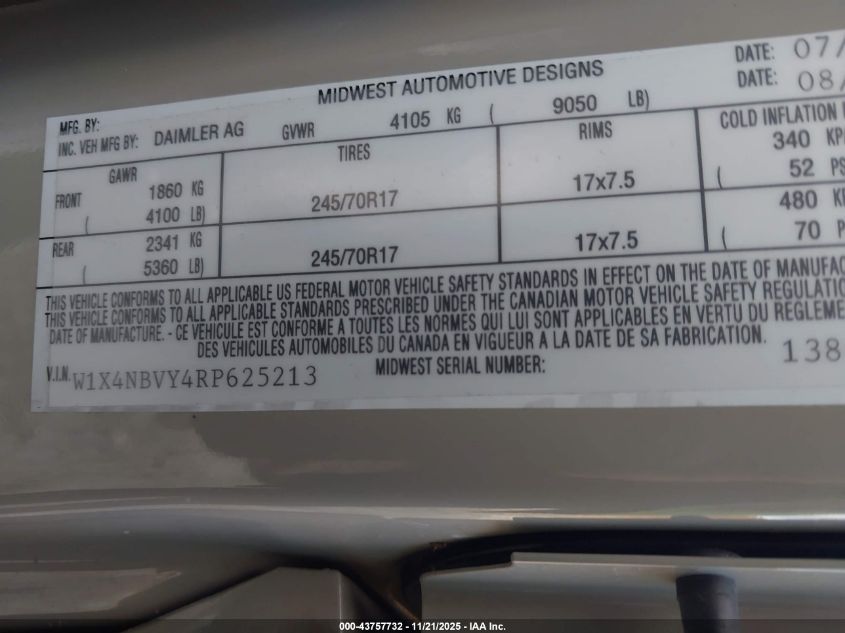 MIDWEST AUTOMOTIVE DESIGNS
DATE: 07/
DATE: 08/
MFG. BY:
INC. VEH MFG BY: DAIMLER AG GVWR 4105 KG ( 9050 LB)
GAWR TIRES RIMS COLD INFLATION
FRONT 1860 KG 245/70R17 17x7.5 340 KP
( 4100 LB) ( 52 PS
REAR 2341 KG 245/70R17 17x7.5 480 K
( 5360 LB) ( 70 P
THIS VEHICLE CONFORMS TO ALL APPLICABLE US FEDERAL MOTOR VEHICLE SAFETY STANDARDS IN EFFECT ON THE DATE OF MANUFAC
THIS VEHICLE CONFORMS TO ALL APPLICABLE STANDARDS PRESCRIBED UNDER THE CANADIAN MOTOR VEHICLE SAFETY REGULATIO
DATE OF MANUFACTURE. - CE VEHICULE EST CONFORME A TOUTES LES NORMES QUI LUI SONT APPLICABLES EN VERTU DU RÉGLEME
DES VÉHICULES AUTOMOBILES DU CANADA EN VIGUEUR A LA DATE DE SA FABRICATION.
V.I.N. W1X4NBVY4RP625213 MIDWEST SERIAL NUMBER: 138
000-43757732 - 11/21/2025 - IAA Inc.